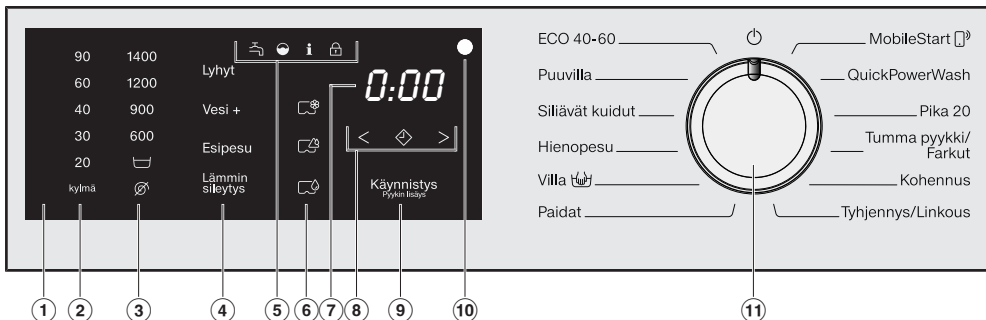 90
60
40
30
20
kylmä
1400
1200
900
600
Lyhyt
Vesi +
Esipesu
Lämmin
sileytys
i
0:00
< >
Käynnistys
Pyykin lisäys
ECO 40-60
Puuvilla
Siliävät kuidut
Hienopesu
Villa
Paidat
MobileStart
QuickPowerWash
Pika 20
Tumma pyykki/
Farkut
Kohennus
Tyhjennys/Linkous
1 2 3 4 5 6 7 8 9 10 11